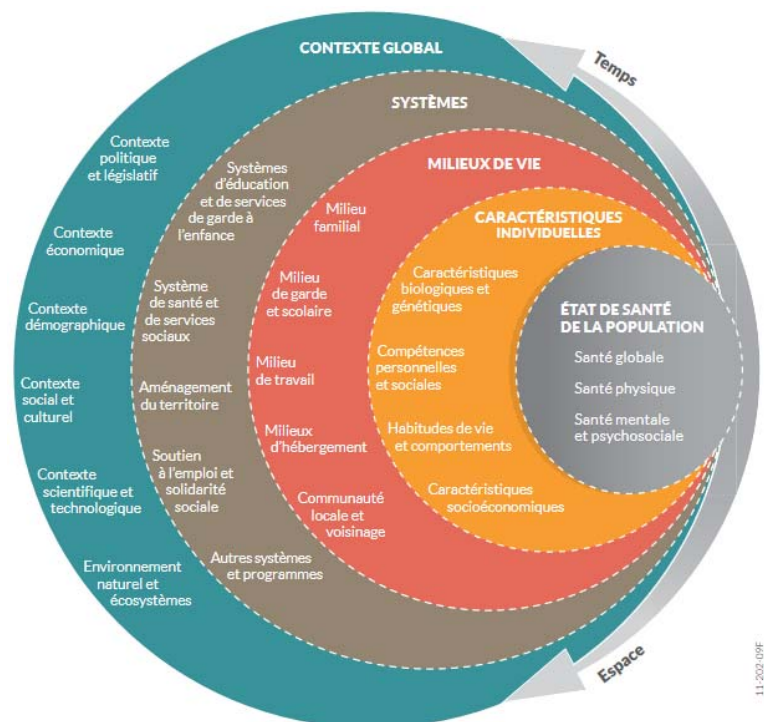 CONTEXTE GLOBAL
Temps
SYSTÈMES
MILIEUX DE VIE
CARACTÉRISTIQUES
INDIVIDUELLES
ÉTAT DE SANTÉ
DE LA POPULATION
Santé globale
Santé physique
Santé mentale
et psychosociale
Contexte
politique
et législatif
Contexte
économique
Contexte
démographique
Contexte
social et
culturel
Contexte
scientifique et
technologique
Environnement
naturel et
écosystèmes
Systèmes
d'éducation
et de services
de garde à
l'enfance
Système
de santé et
de services
sociaux
Aménagement
du territoire
Soutien
à l'emploi et
solidarité
sociale
Autres systèmes
et programmes
Milieu
familial
Milieu
de garde
et scolaire
Milieu
de travail
Milieux
d'hébergement
Communauté
locale et
voisinage
Caractéristiques
biologiques et
génétiques
Compétences
personnelles
et sociales
Habitudes de vie
et comportements
Caractéristiques
socioéconomiques
Espace
11-202-09F